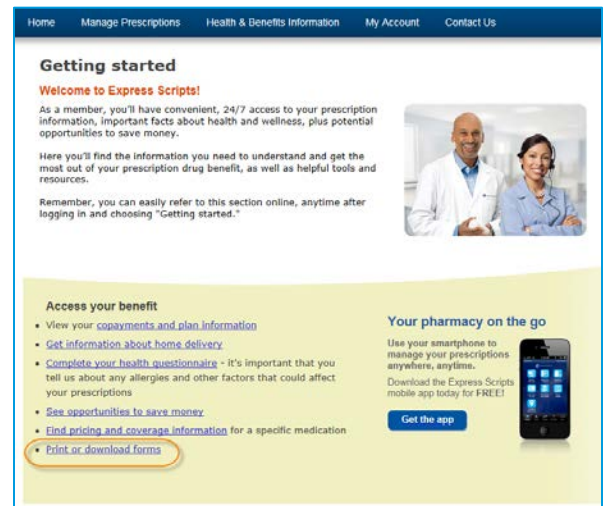 Home Manage Prescriptions Health & Benefits Information My Account Contact Us
Getting started
Welcome to Express Scripts!
As a member, you'll have convenient, 24/7 access to your prescription
information, important facts about health and wellness, plus potential
opportunities to save money.
Here you'll find the information you need to understand and get the
most out of your prescription drug benefit, as well as helpful tools and
resources.
Remember, you can easily refer to this section online, anytime after
logging in and choosing "Getting started."
Access your benefit
• View your copayments and plan information
• Get information about home
delivery
• Complete your health questionnaire - it's important that you
tell us about any allergies and other factors that could affect
your prescriptions
• See opportunities to save money
• Find pricing and coverage information for a specific medication
• Print or download forms
Your pharmacy on the go
Use your smartphone to
manage your prescriptions
anywhere, anytime.
Download the Express Scripts
mobile app today for FREE!
Get the app